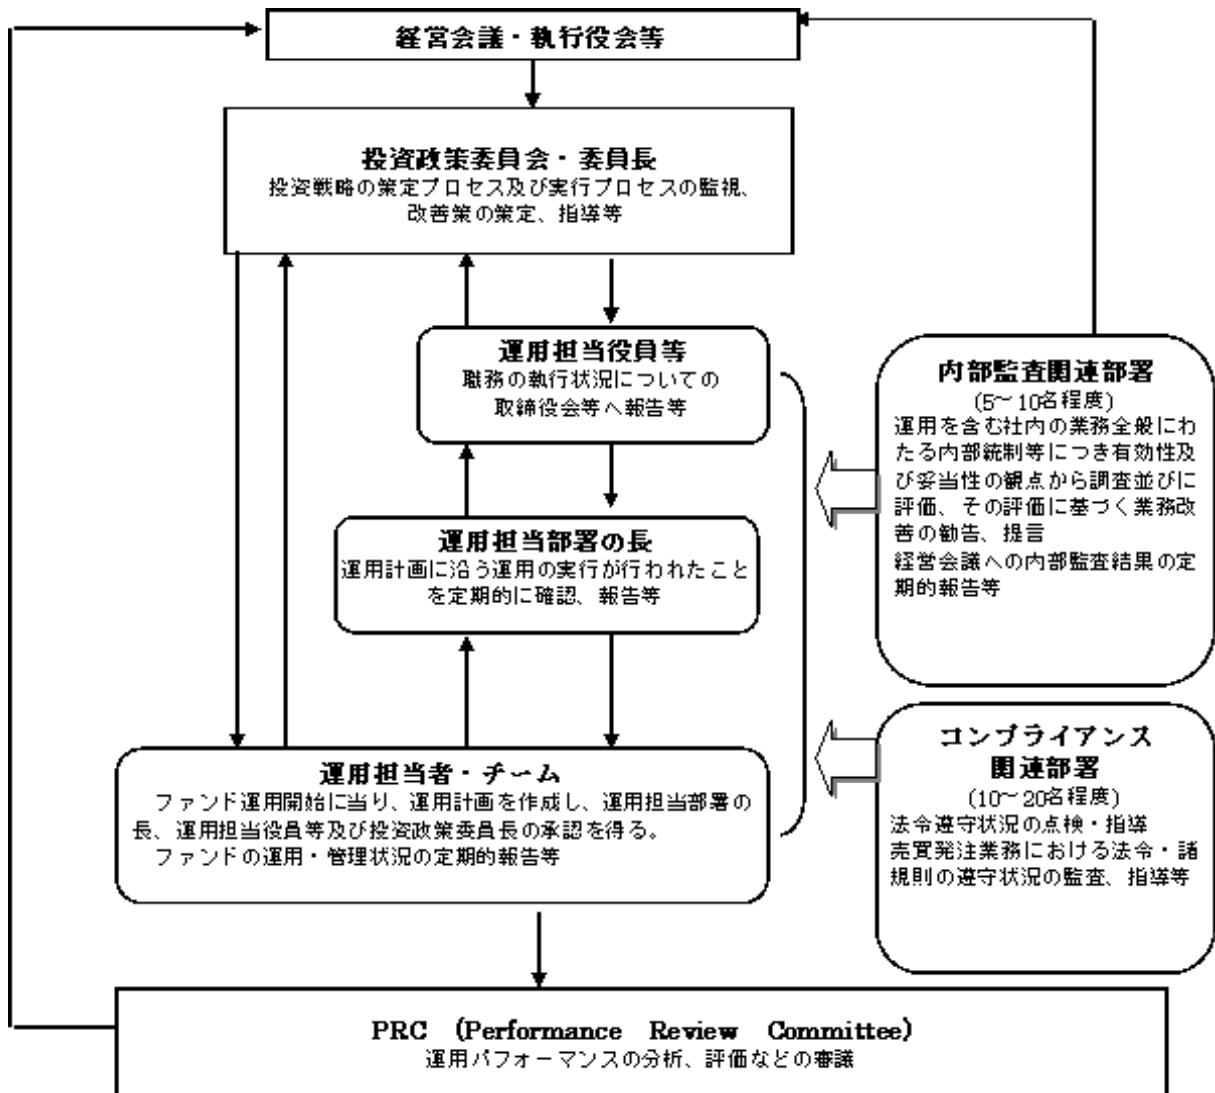 経営会議・執行役会等
投資政策委員会・委員長
投資戦略の策定プロセス及び実行プロセスの監視、
改善策の策定、指導等
運用担当役員等
職務の執行状況についての
取締役会等へ報告等
運用担当部署の長
運用計画に沿う運用の実行が行われたこと
を定期的に確認、報告等
運用担当者・チーム
ファンド運用開始に当り、運用計画を作成し、運用担当部署の
長、運用担当役員等及び投資政策委員長の承認を得る。
ファンドの運用・管理状況の定期的報告等
内部監査関連部署
(5〜10名程度)
運用を含む社内の業務全般にわ
たる内部統制等につき有効性及
び妥当性の観点から調査並びに
評価、その評価に基づく業務改
善の勧告、提言
経営会議への内部監査結果の定
期的報告等
コンプライアンス
関連部署
(10〜20名程度)
法令遵守状況の点検・指導
売買発注業務における法令・諸
規則の遵守状況の監査、指導等
PRC (Performance Review Committee)
運用パフォーマンスの分析、評価などの審議